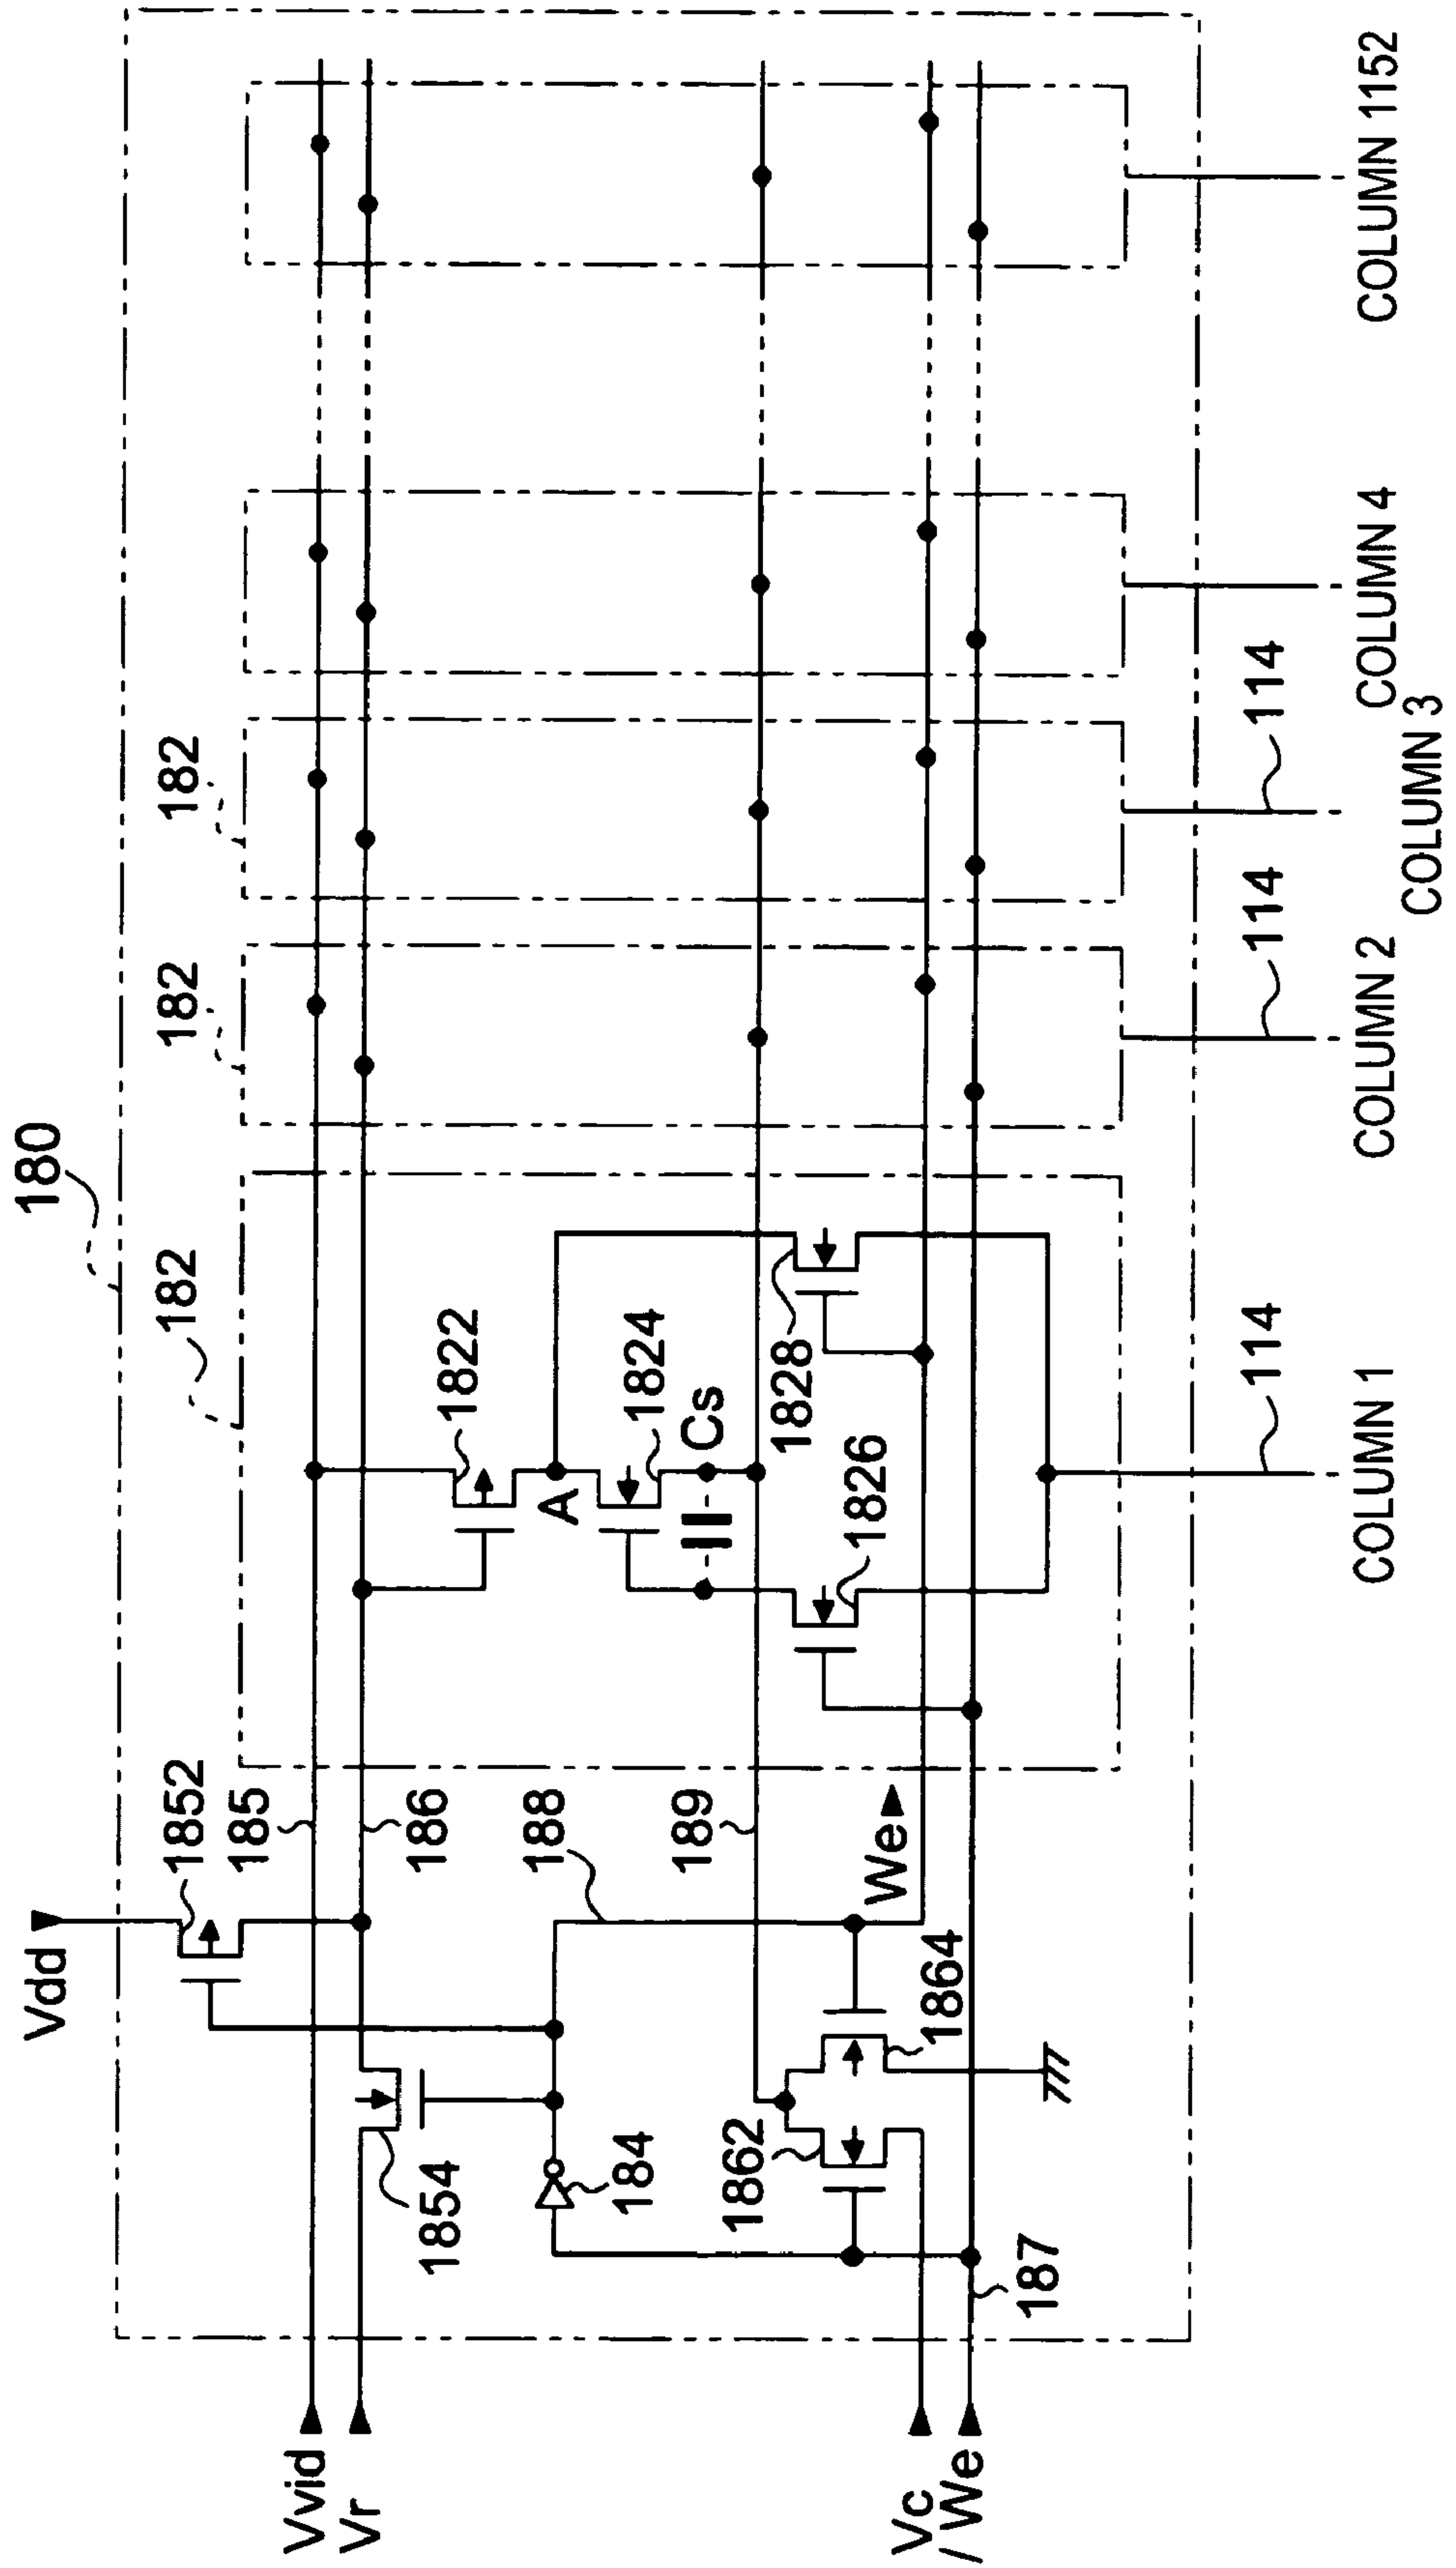 180
Vdd
1852
185
182
182
182
186
1854
1822
A
1824
Cs
188
184
189
1862
1864
1826
1828
We
187
Vvid
Vr
Vc
/ We
114
114
114
COLUMN 1
COLUMN 2
COLUMN 3
COLUMN 4
COLUMN 1152